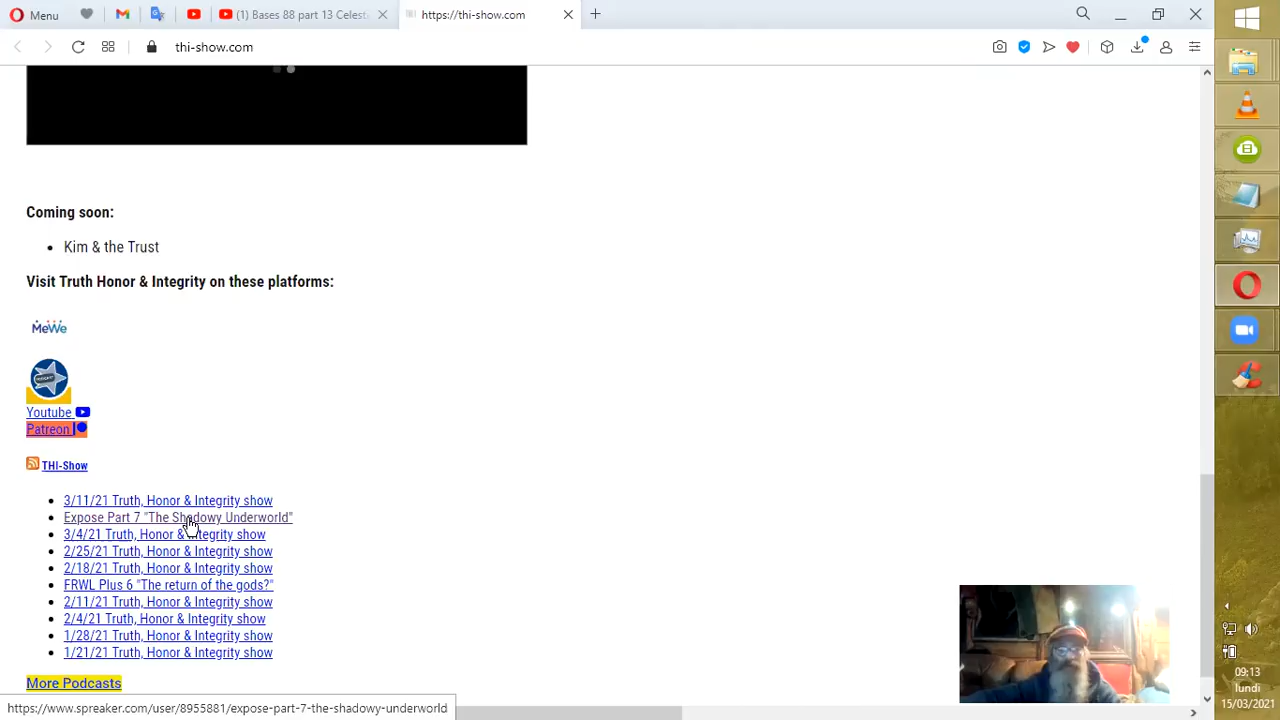 Menu
(1) Bases 88 part 13 Celest
https://thi-show.com
thi-show.com
Coming soon:
Kim & the Trust
Visit Truth Honor & Integrity on these platforms:
MeWe
Youtube
Patreon
THI-Show
3/11/21 Truth, Honor & Integrity show
Expose Part 7 "The Shadowy Underworld"
3/4/21 Truth, Honor & Integrity show
2/25/21 Truth, Honor & Integrity show
2/18/21 Truth, Honor & Integrity show
FRWL Plus 6 "The return of the gods?"
2/11/21 Truth, Honor & Integrity show
2/4/21 Truth, Honor & Integrity show
1/28/21 Truth, Honor & Integrity show
1/21/21 Truth, Honor & Integrity show
More Podcasts
https://www.spreaker.com/user/8955881/expose-part-7-the-shadowy-underworld
09:13
lundi
15/03/2021